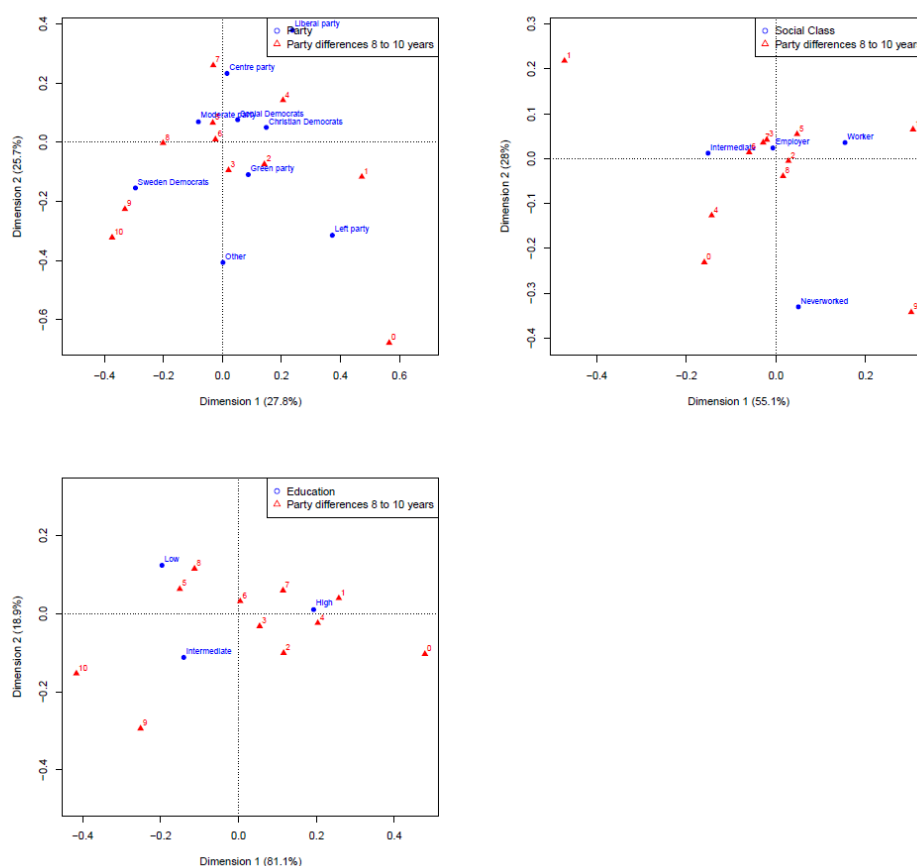 Liberal party
Party
Party differences 8 to 10 years
7
Centre party
4
Moderate party
Social Democrats
Christian Democrats
8
6
3
2
Green party
1
Sweden Democrats
9
10
Left party
Other
0
0.4
0.2
0.0
−0.2
−0.4
−0.6
Dimension 2 (25.7%)
−0.4
−0.2
0.0
0.2
0.4
0.6
Dimension 1 (27.8%)
Social Class
Party differences 8 to 10 years
1
3
5
Intermediate
Employer
Worker
2
8
4
0
Neverworked
9
0.3
0.2
0.1
0.0
−0.1
−0.2
−0.3
−0.4
Dimension 2 (28%)
−0.4
−0.2
0.0
0.2
Dimension 1 (55.1%)
Education
Party differences 8 to 10 years
Low
8
5
6
7
1
High
3
4
2
0
Intermediate
10
9
0.2
0.0
−0.2
−0.4
Dimension 2 (18.9%)
−0.4
−0.2
0.0
0.2
0.4
Dimension 1 (81.1%)